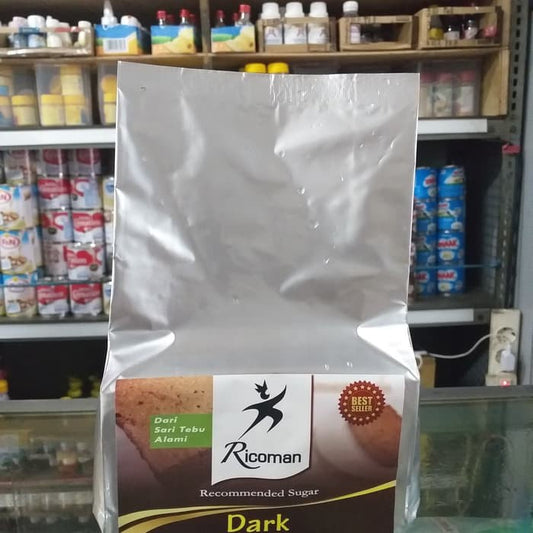 Dari
Sari Tebu
Alami
Ricoman
BEST
SELLER
Recommended Sugar
Dark